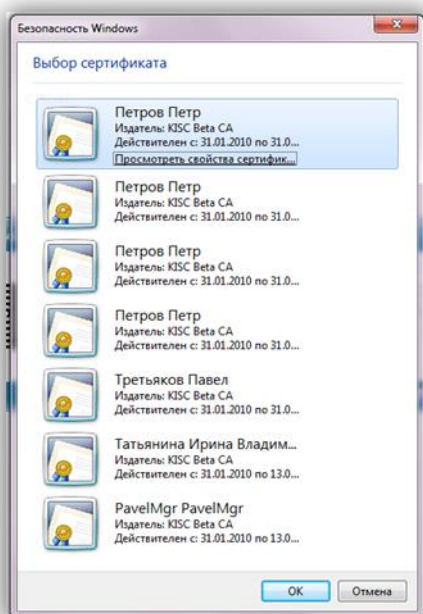 Безопасность Windows
Выбор сертификата
Петров Петр
Издатель: KISC Beta CA
Действителен с: 31.01.2010 по 31.0...
Просмотреть свойства сертифик...
Петров Петр
Издатель: KISC Beta CA
Действителен с: 31.01.2010 по 31.0...
Петров Петр
Издатель: KISC Beta CA
Действителен с: 31.01.2010 по 31.0...
Петров Петр
Издатель: KISC Beta CA
Действителен с: 31.01.2010 по 31.0...
Третьяков Павел
Издатель: KISC Beta CA
Действителен с: 31.01.2010 по 31.0...
Татьянина Ирина Владим...
Издатель: KISC Beta CA
Действителен с: 31.01.2010 по 13.0...
PavelMgr PavelMgr
Издатель: KISC Beta CA
Действителен с: 31.01.2010 по 13.0...
ОК
Отмена